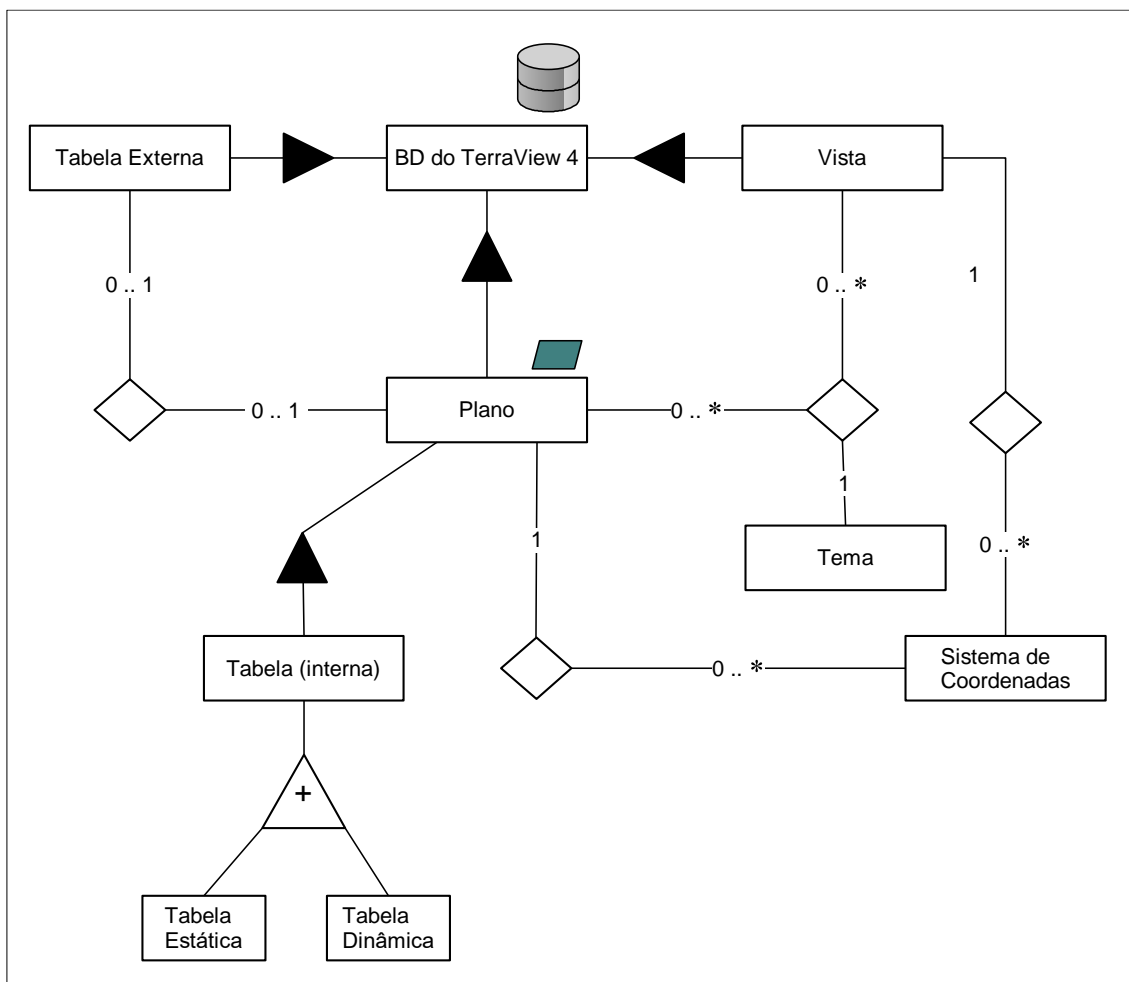 Tabela Externa
BD do TerraView 4
Vista
0 .. 1
0 .. *
1
0 .. 1
Plano
0 .. *
1
1
Tema
0 .. *
Tabela (interna)
0 .. *
Sistema de
Coordenadas
+
Tabela
Estática
Tabela
Dinâmica